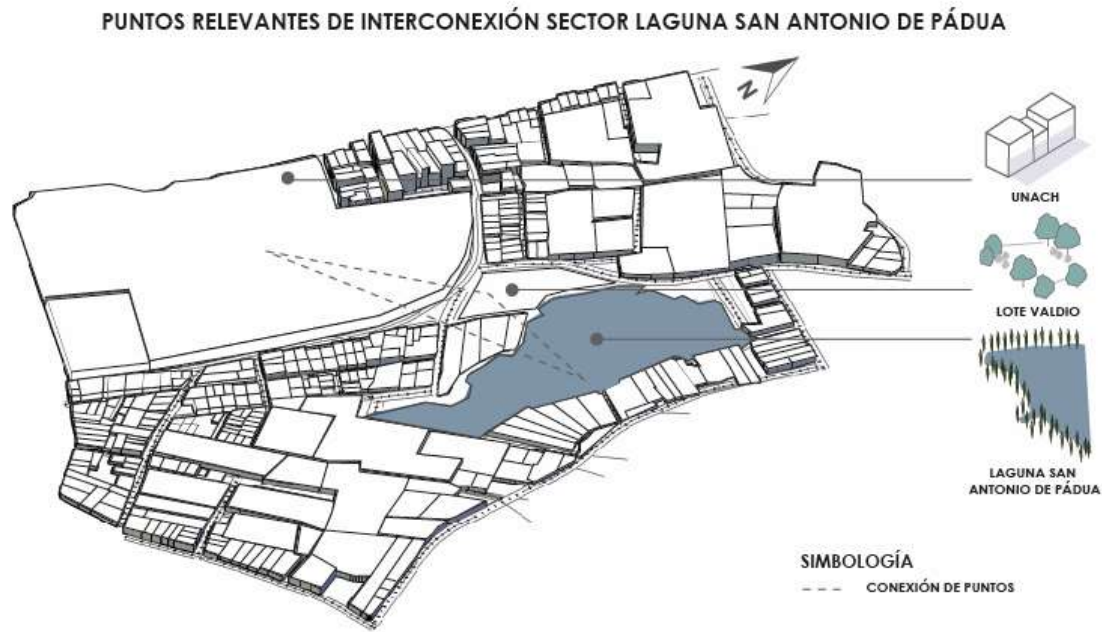 PUNTOS RELEVANTES DE INTERCONEXIÓN SECTOR LAGUNA SAN ANTONIO DE PÁDUA
N
UNACH
LOTE VALDIO
LAGUNA SAN
ANTONIO DE PÁDUA
SIMBOLOGÍA
CONEXIÓN DE PUNTOS